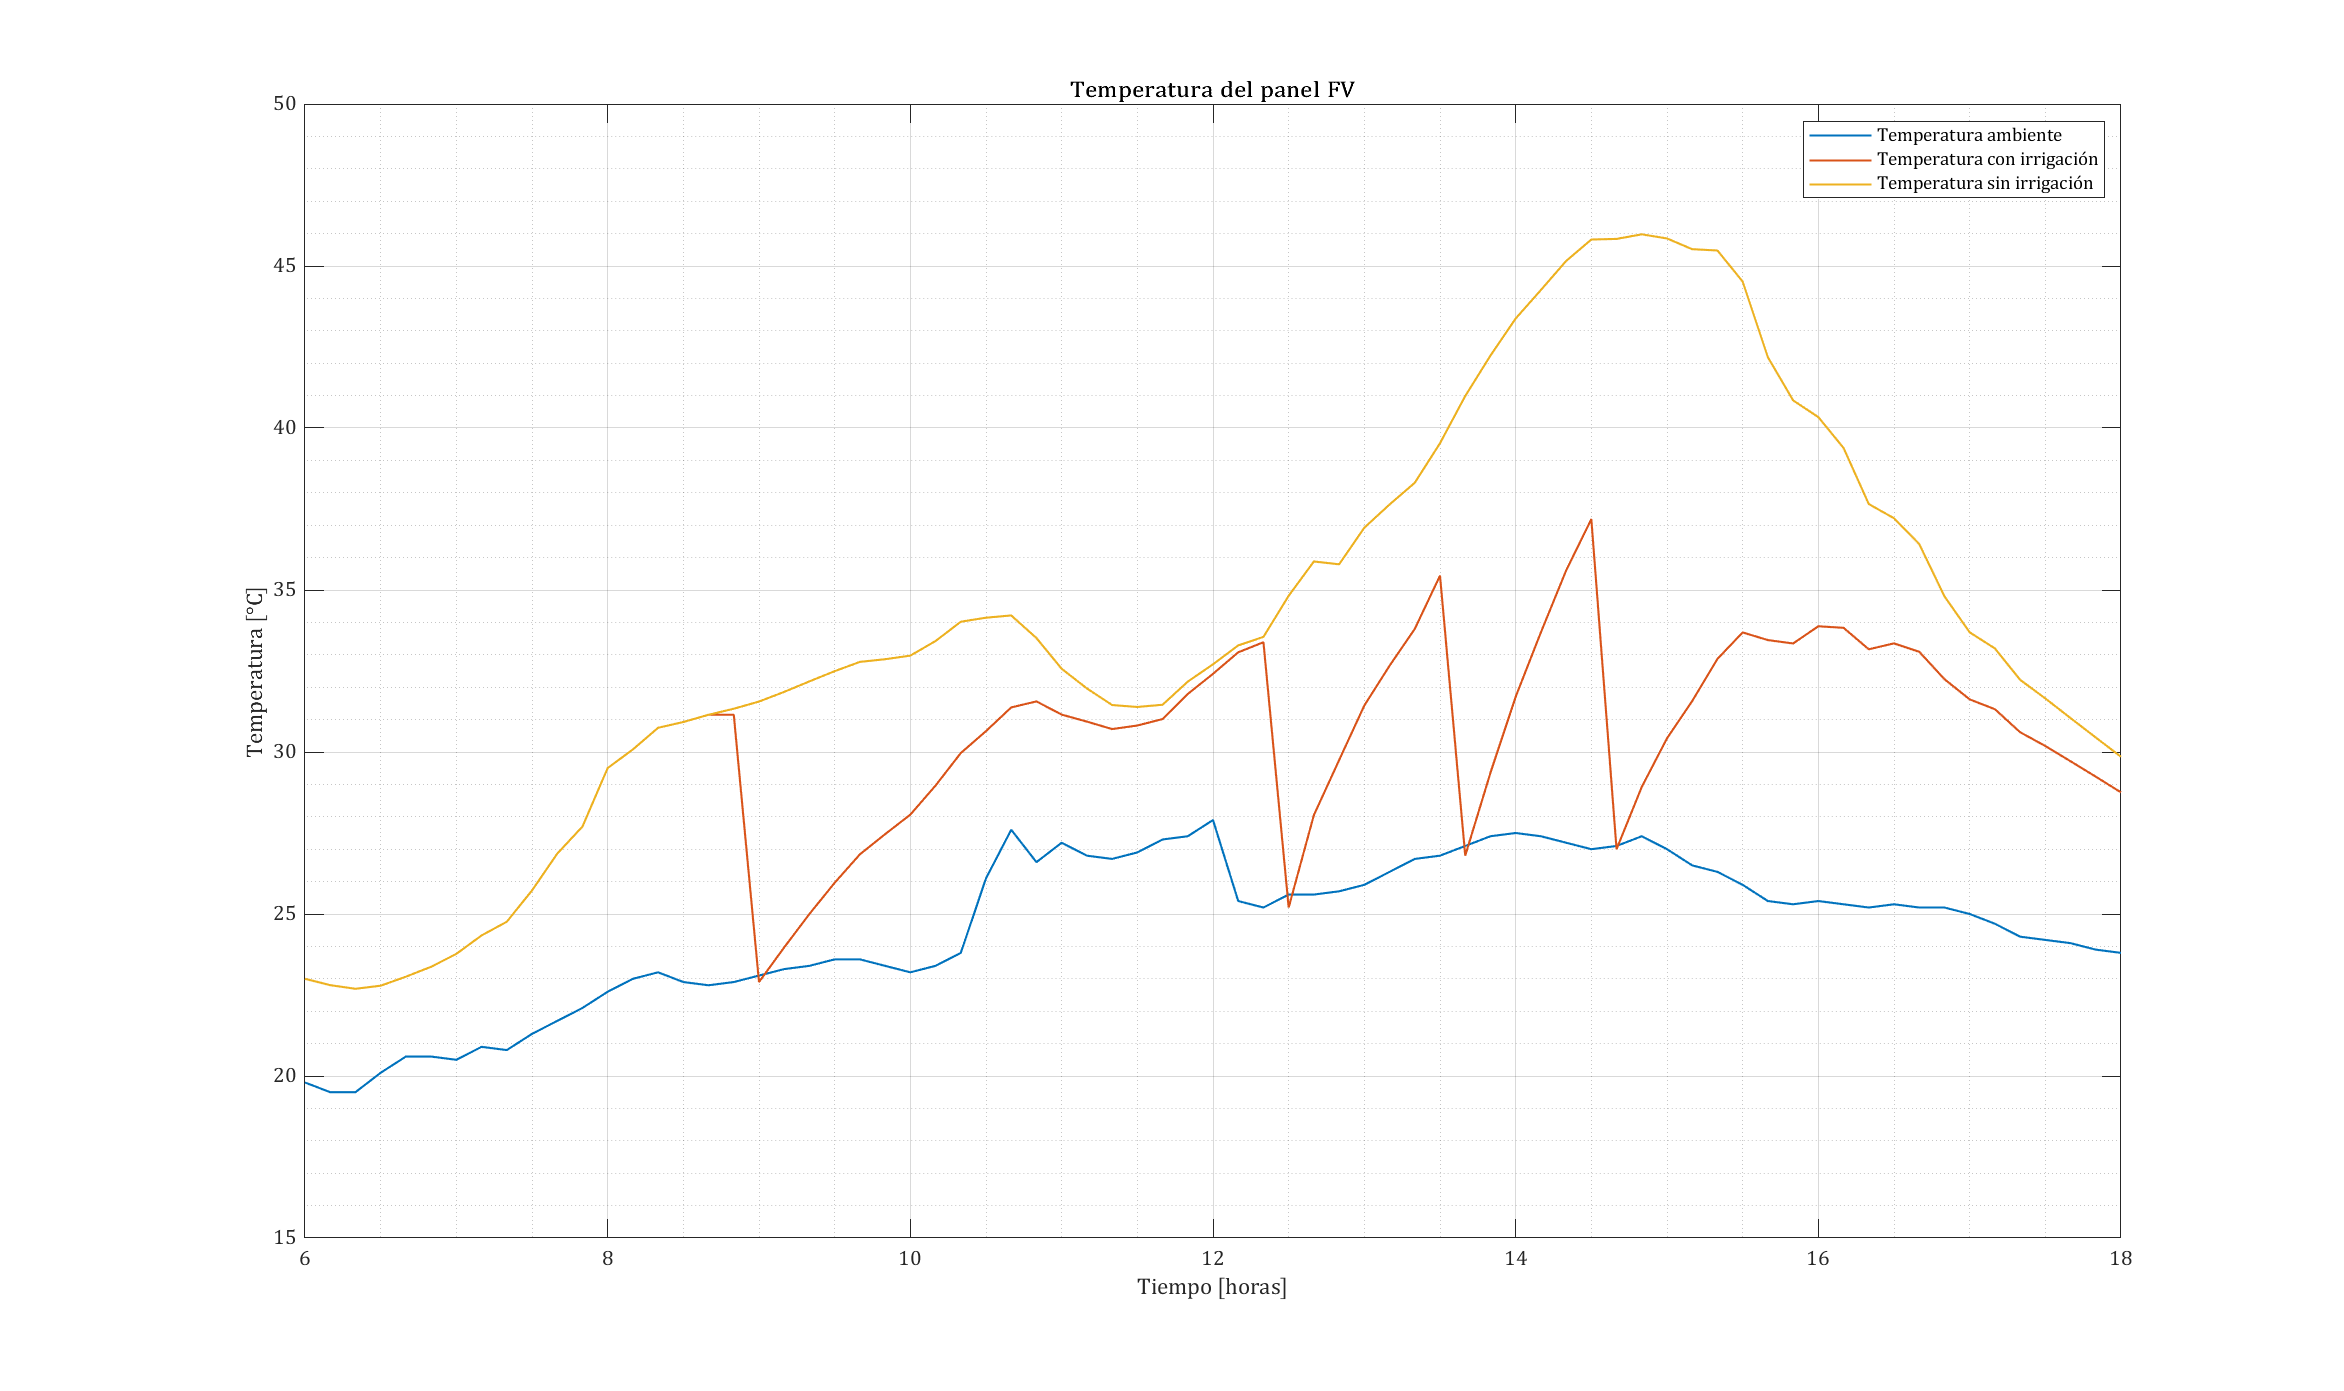 Temperatura del panel FV
Temperatura ambiente
Temperatura con irrigación
Temperatura sin irrigación
Temperatura [°C]
50
45
40
35
30
25
20
15
6 8 10 12 14 16 18
Tiempo [horas]